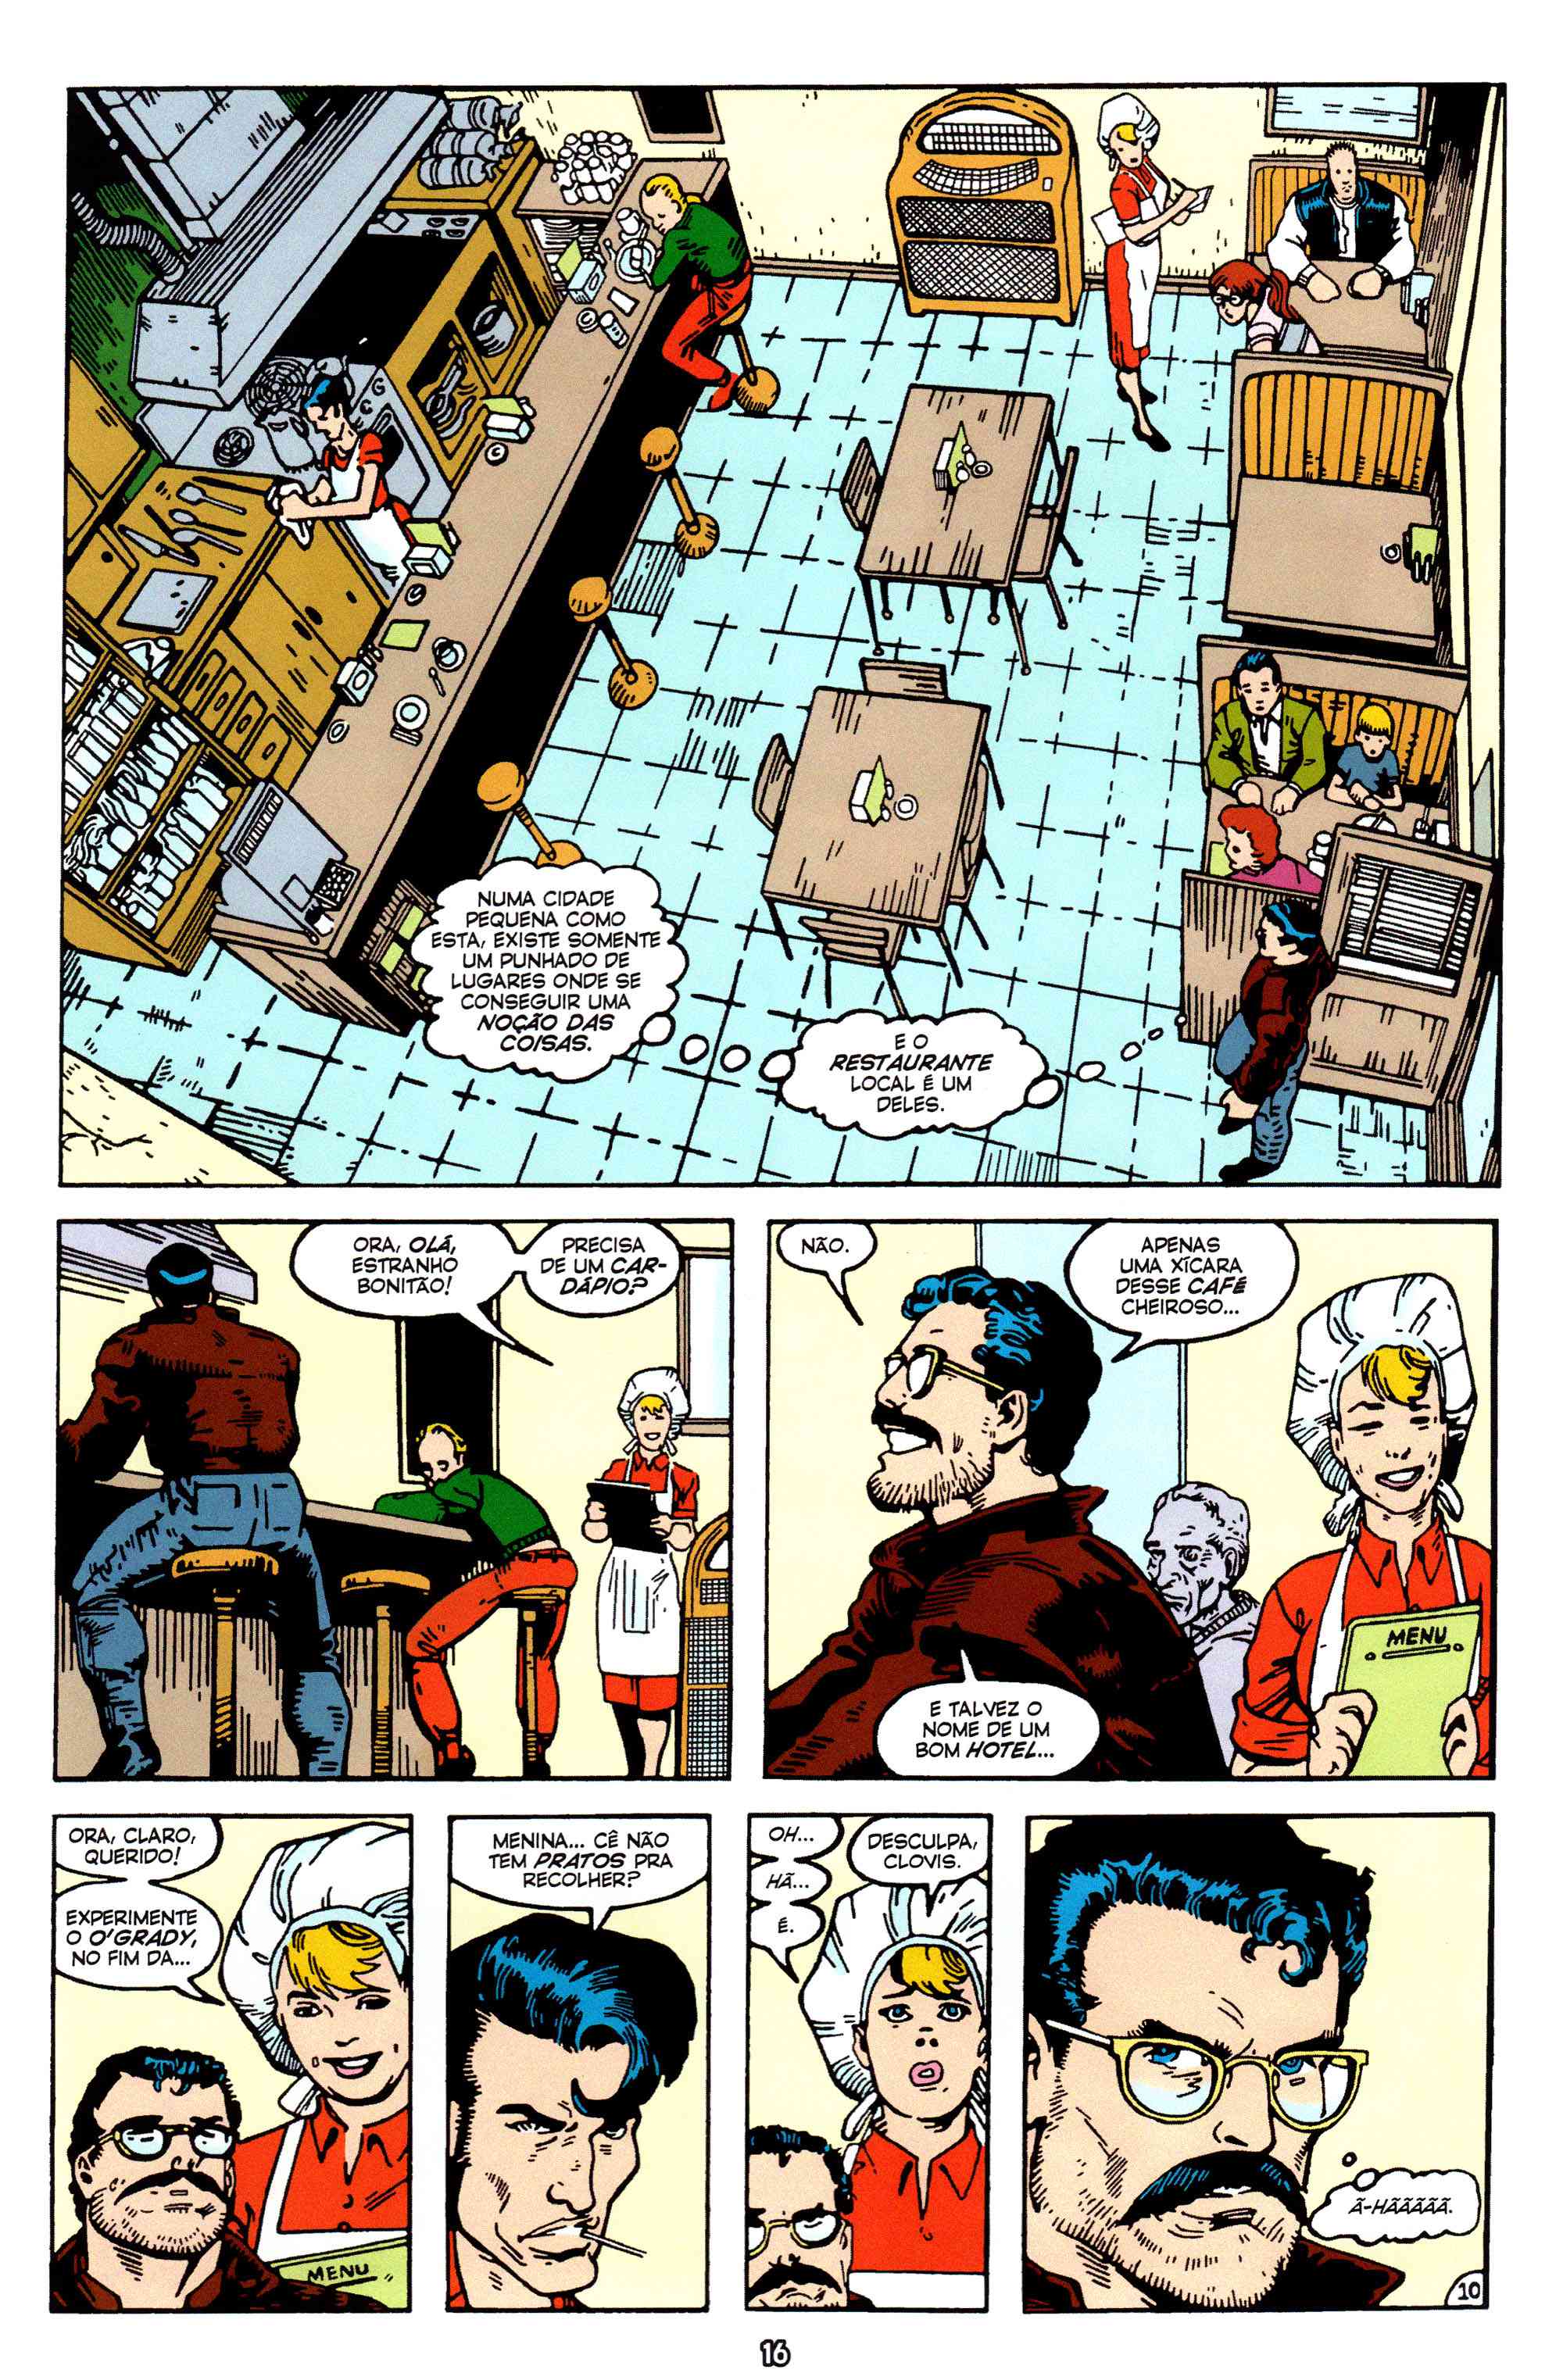 NUMA CIDADE
PEQUENA COMO
ESTA, EXISTE SOMENTE
UM PUNHADO DE
LUGARES ONDE SE
CONSEGUIR UMA
NOÇÃO DAS
COISAS.
E O
RESTAURANTE
LOCAL É UM
DELES.
ORA, OLÁ,
ESTRANHO
BONITÃO!
PRECISA
DE UM CAR-
DÁPIO?
NÃO.
APENAS
UMA XÍCARA
DESSE CAFÉ
CHEIROSO...
MENU
E TALVEZ O
NOME DE UM
BOM HOTEL...
ORA, CLARO,
QUERIDO!
EXPERIMENTE
O O'GRADY,
NO FIM DA...
MENU
MENINA... CÊ NÃO
TEM PRATOS PRA
RECOLHER?
OH...
HÃ...
É.
DESCULPA,
CLOVIS.
Ã-HÃÃÃÃÃ.
10
16